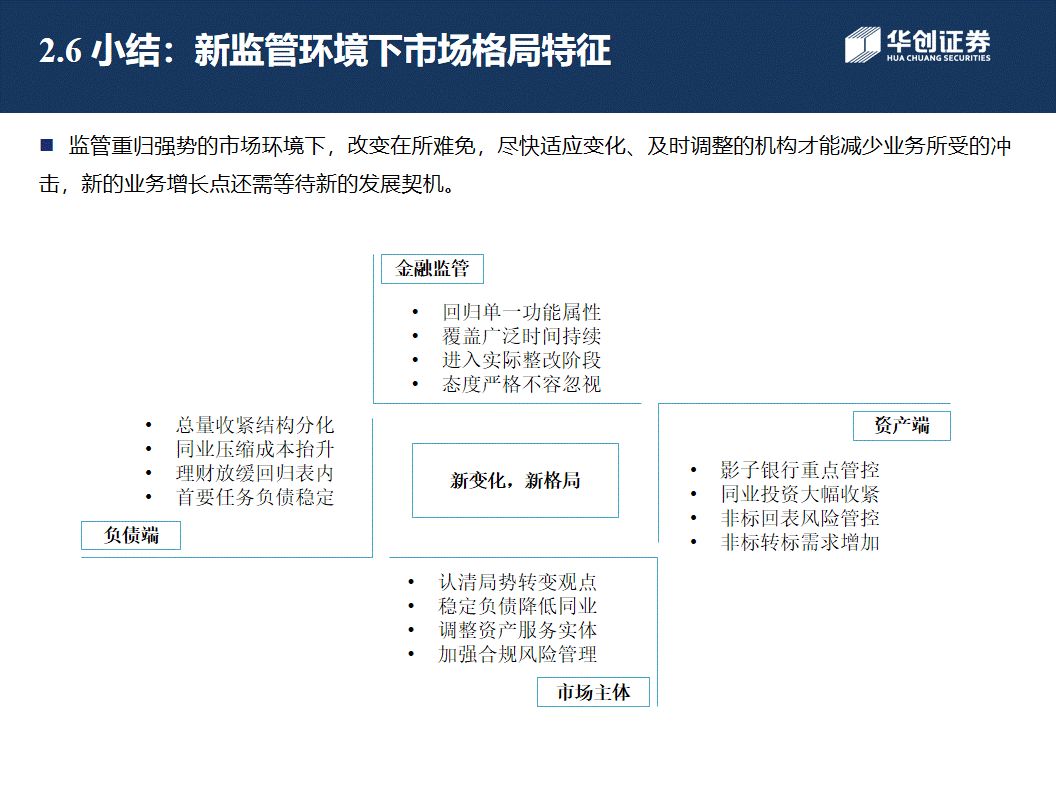 2.6 小结：新监管环境下市场格局特征
华创证券
HUA CHUANG SECURITIES
■ 监管重归强势的市场环境下，改变在所难免，尽快适应变化、及时调整的机构才能减少业务所受的冲
击，新的业务增长点还需等待新的发展契机。
金融监管
• 回归单一功能属性
• 覆盖广泛时间持续
• 进入实际整改阶段
• 态度严格不容忽视
• 总量收紧结构分化
• 同业压缩成本抬升
• 理财放缓回归表内
• 首要任务负债稳定
负债端
新变化，新格局
资产端
• 影子银行重点管控
• 同业投资大幅收紧
• 非标回表风险管控
• 非标转标需求增加
• 认清局势转变观点
• 稳定负债降低同业
• 调整资产服务实体
• 加强合规风险管理
市场主体